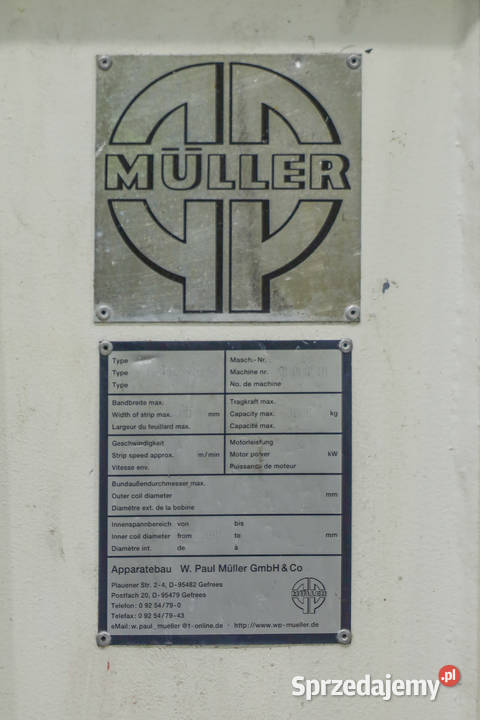 MÜLLER
Type
Type
Type
Masch.-Nr.
Machine nr.
No. de machine
Bandbreite max.
Width of strip max. mm
Largeur du feuillard max.
Tragkraft max.
Capacity max. kg
Capacité max.
Geschwindigkeit
Strip speed approx. m/min
Vitesse env.
Motorleistung
Motor power kW
Puissance de moteur
Bundaußendurchmesser max.
Outer coil diameter mm
Diamètre ext. de la bobine
Innenspannbereich von bis
Inner coil diameter from to mm
Diamètre int. de à
Apparatebau W. Paul Müller GmbH & Co
Plauener Str. 2-4, D-95482 Gefrees
Postfach 20, D-95479 Gefrees
Telefon: 0 92 54/79-0
Telefax: 0 92 54/79-43
eMail: w.paul_mueller @t-online.de · http://www.wp-mueller.de
MÜLLER
Sprzedajemy.pl